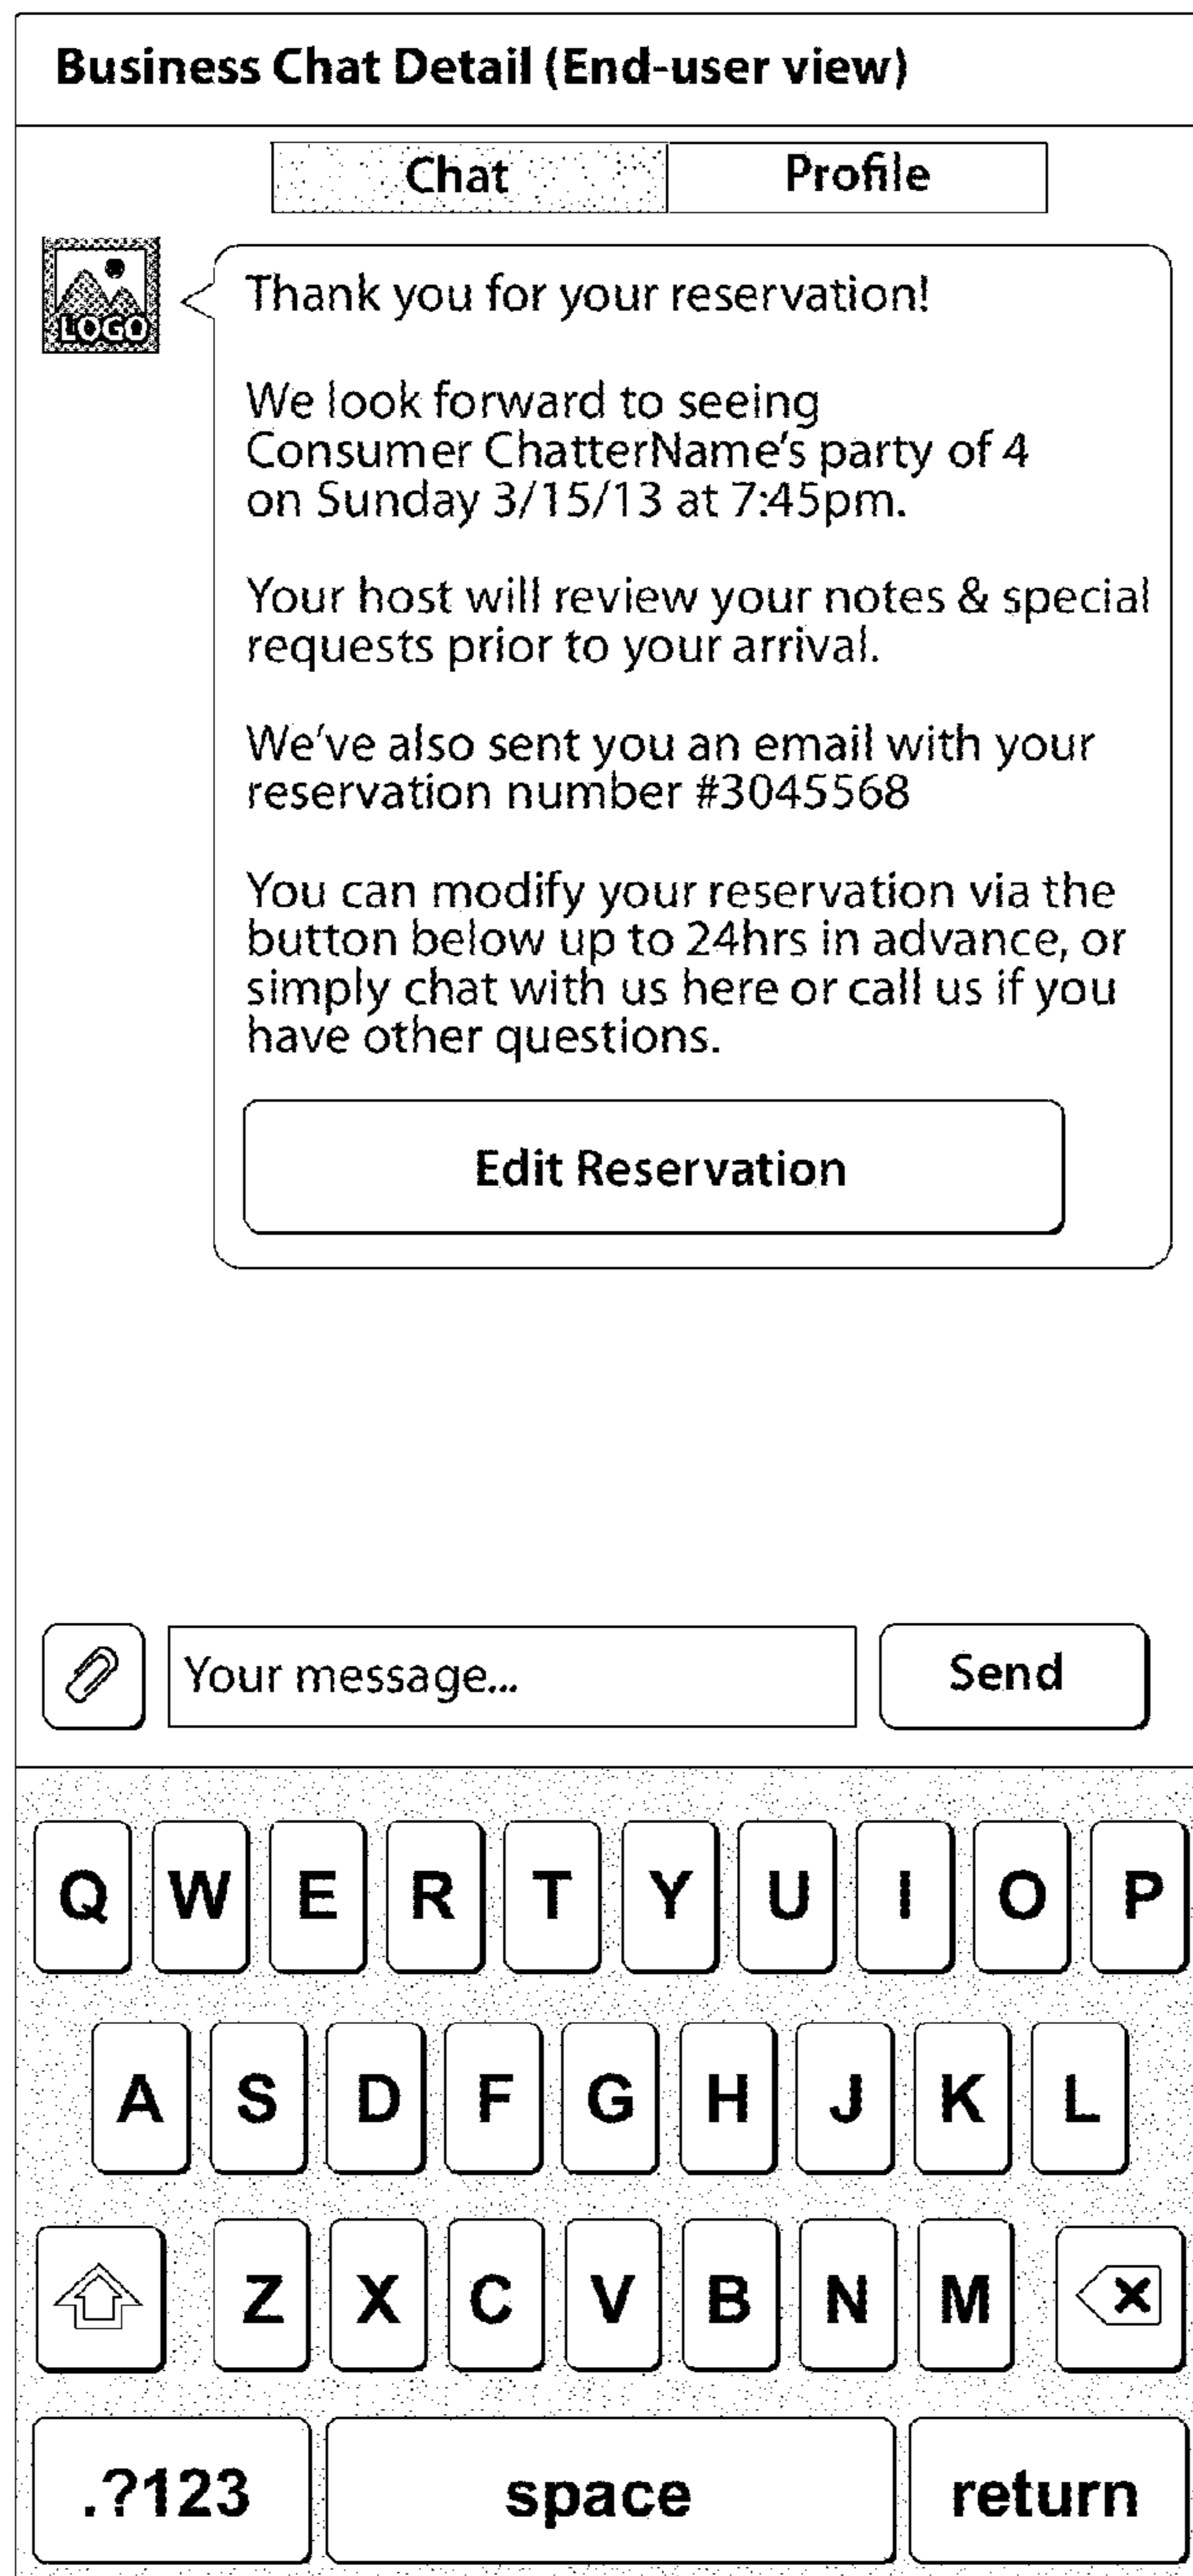 Business Chat Detail (End-user view)
Chat Profile
LOGO
Thank you for your reservation!
We look forward to seeing
Consumer ChatterName's party of 4
on Sunday 3/15/13 at 7:45pm.
Your host will review your notes & special
requests prior to your arrival.
We've also sent you an email with your
reservation number #3045568
You can modify your reservation via the
button below up to 24hrs in advance, or
simply chat with us here or call us if you
have other questions.
Edit Reservation
Your message... Send
Q W E R T Y U I O P
A S D F G H J K L
Z X C V B N M
.?123 space return